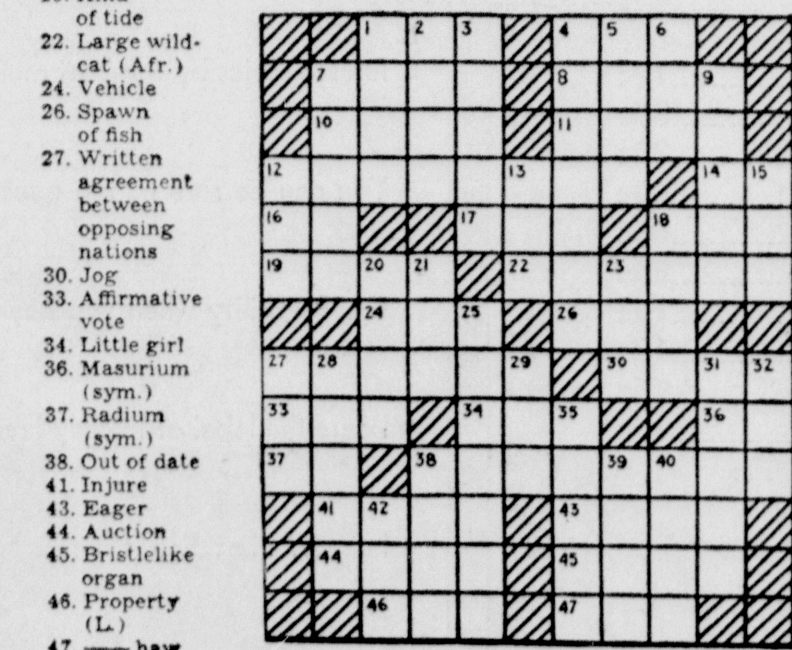 of tide
22. Large wild-
cat (Afr.)
24. Vehicle
26. Spawn
of fish
27. Written
agreement
between
opposing
nations
30. Jog
33. Affirmative
vote
34. Little girl
36. Masurium
(sym.)
37. Radium
(sym.)
38. Out of date
41. Injure
43. Eager
44. Auction
45. Bristlelike
organ
46. Property
(L.)
47. haw
1 2 3 4 5 6
7 8 9
10 11
12 13 14 15
16 17 18
19 20 21 22 23
24 25 26
27 28 29 30 31 32
33 34 35 36
37 38 39 40
41 42 43
44 45
46 47